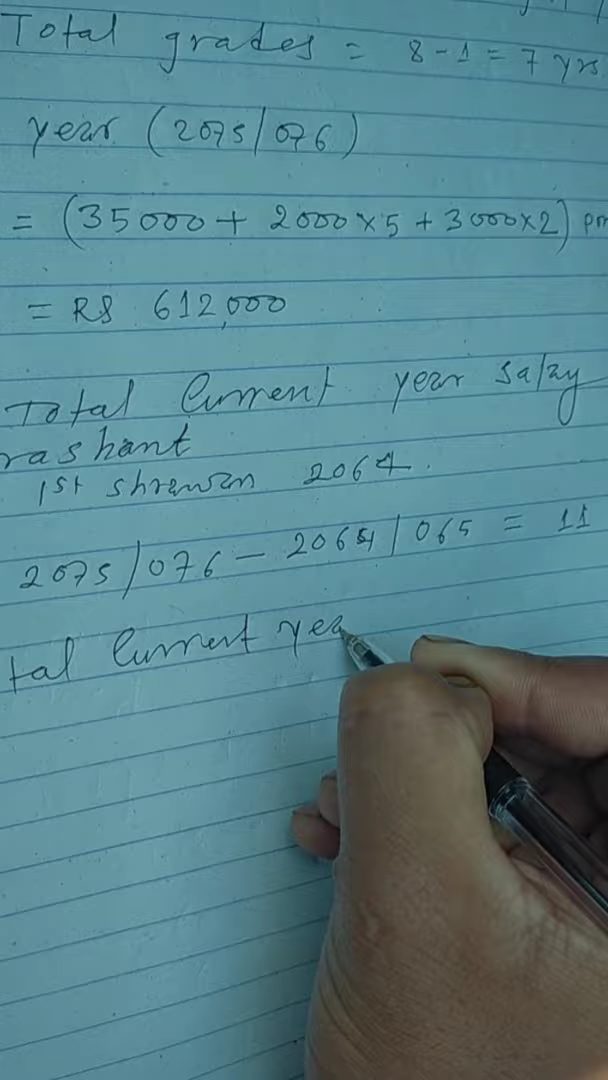 Total grades = 8-1 = 7 yrs
year (2075/076)
= (35000 + 2000×5 + 3000×2) pm
= RS 612,000
Total Current year salary
rashant
1st shrawan 2064.
2075/076 - 2064/065 = 11
tal Current yea